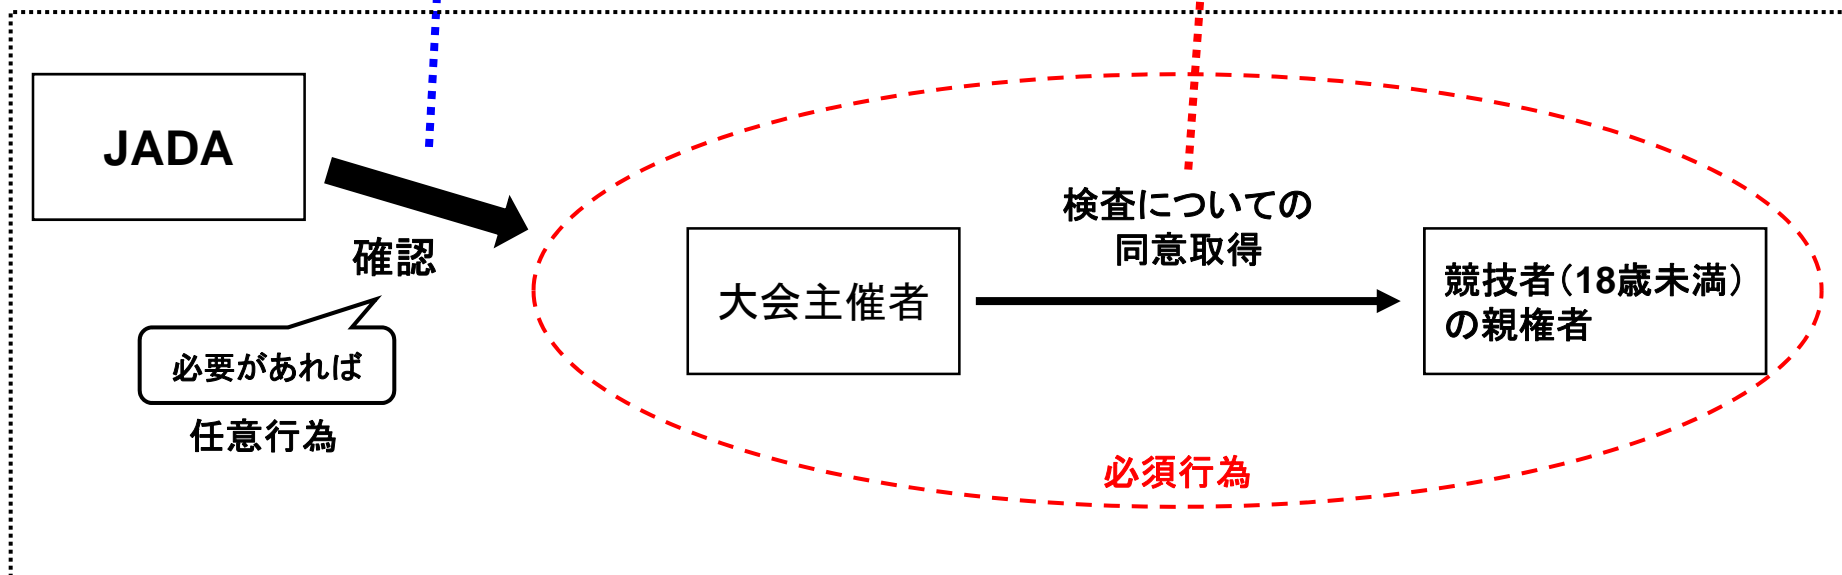 JADA
確認
必要があれば
任意行為
大会主催者
検査についての
同意取得
競技者（18歳未満）
の親権者
必須行為